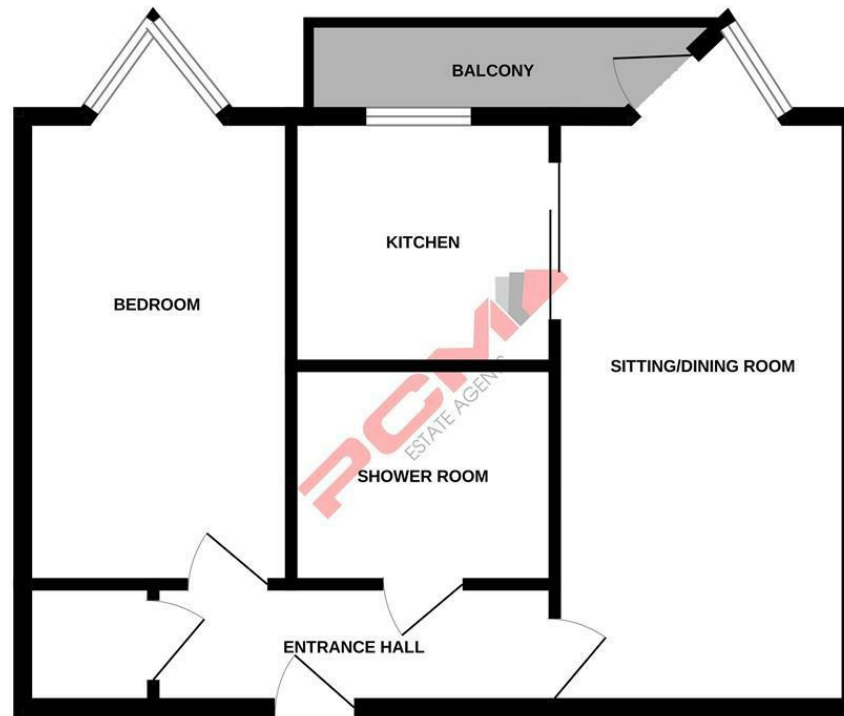 BALCONY
KITCHEN
BEDROOM
SITTING/DINING ROOM
PCM
ESTATE AGENTS
SHOWER ROOM
ENTRANCE HALL